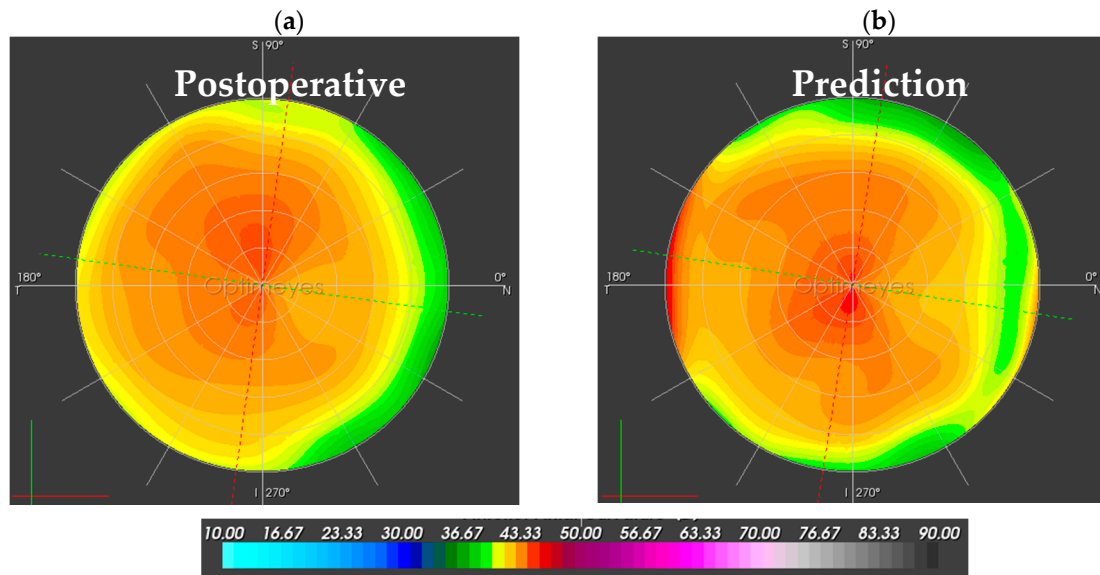 (a) (b)
S 90° S 90°
Postoperative Prediction
180° 0° 180° 0°
T Optimeyes N T Optimeyes N
I 270° I 270°
10.00 16.67 23.33 30.00 36.67 43.33 50.00 56.67 63.33 70.00 76.67 83.33 90.00